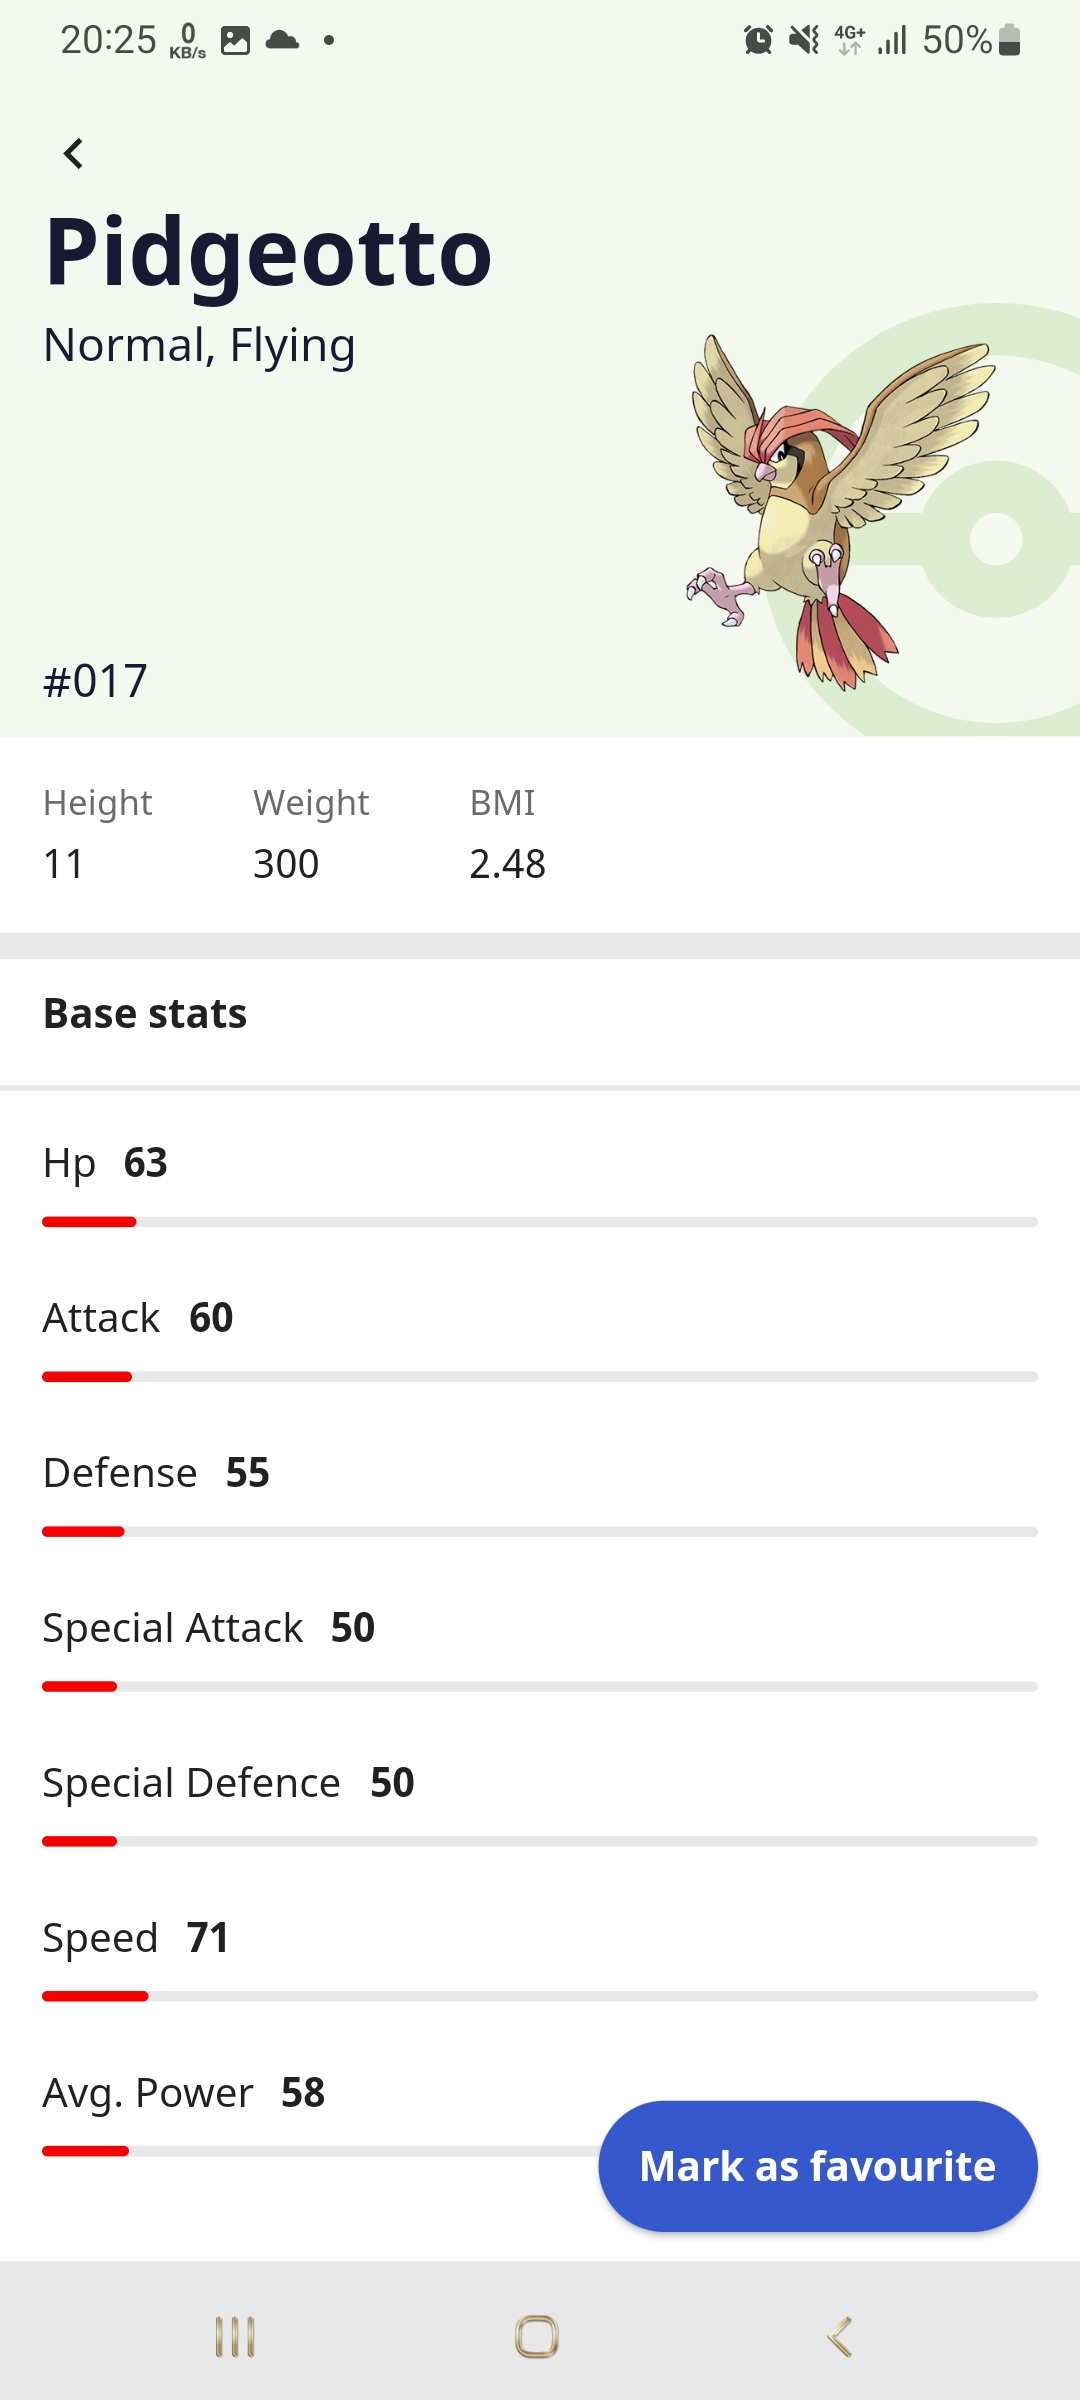 20:25 0 KB/s 4G+ 50%
Pidgeotto
Normal, Flying
#017
Height Weight BMI
11 300 2.48
Base stats
Hp 63
Attack 60
Defense 55
Special Attack 50
Special Defence 50
Speed 71
Avg. Power 58
Mark as favourite